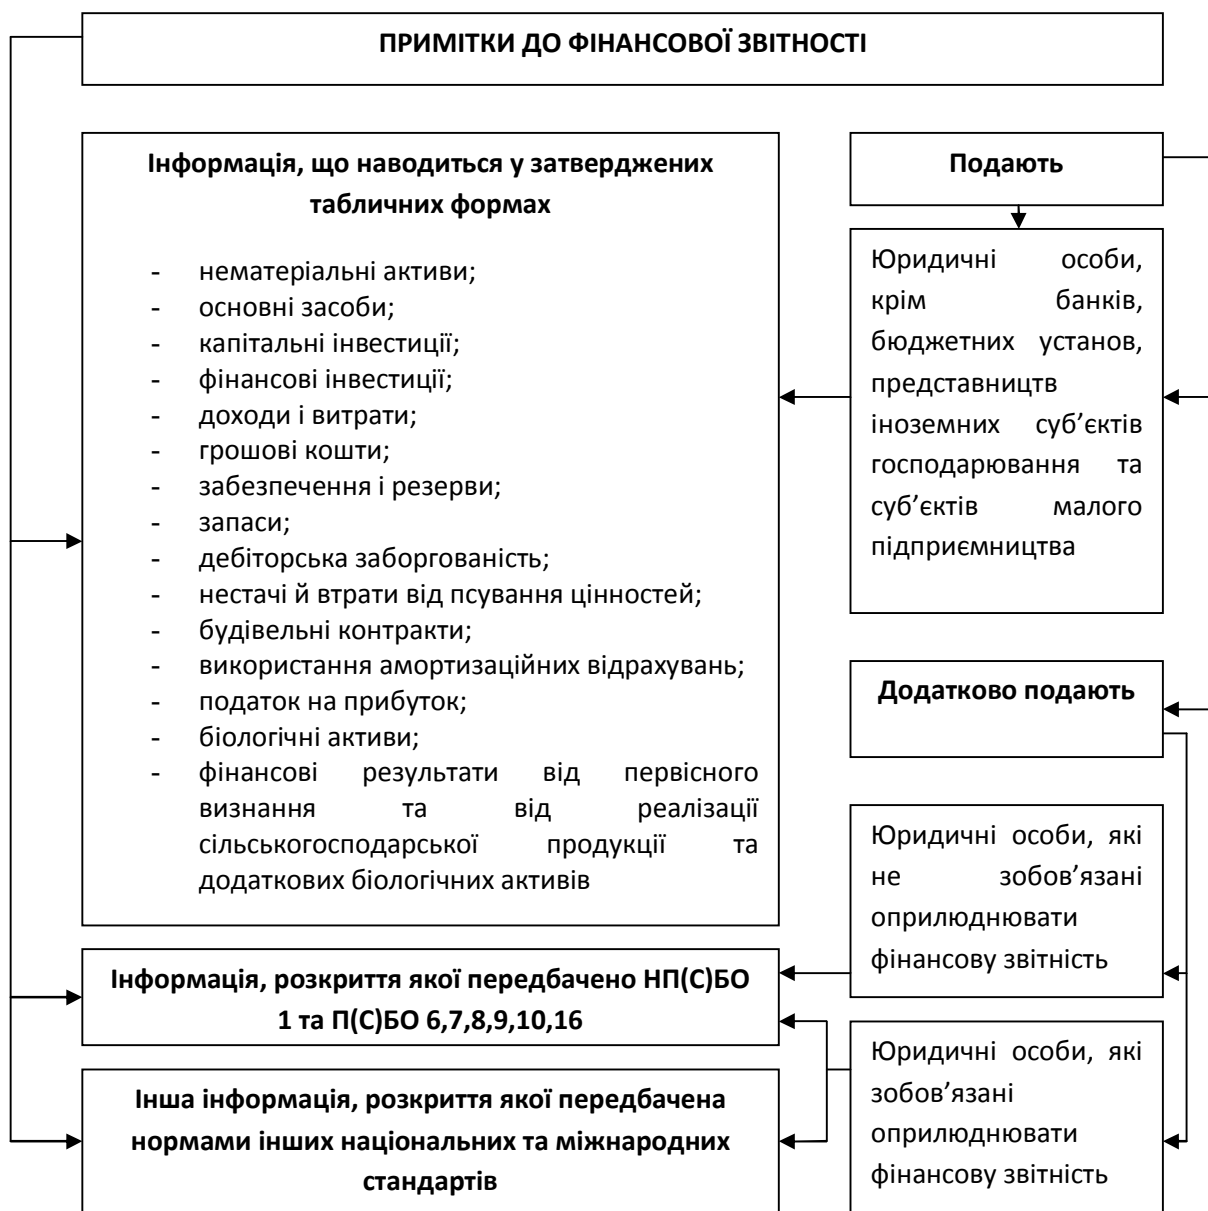 ПРИМІТКИ ДО ФІНАНСОВОЇ ЗВІТНОСТІ
Інформація, що наводиться у затверджених
табличних формах
- нематеріальні активи;
- основні засоби;
- капітальні інвестиції;
- фінансові інвестиції;
- доходи і витрати;
- грошові кошти;
- забезпечення і резерви;
- запаси;
- дебіторська заборгованість;
- нестачі й втрати від псування цінностей;
- будівельні контракти;
- використання амортизаційних відрахувань;
- податок на прибуток;
- біологічні активи;
- фінансові результати від первісного
визнання та від реалізації
сільськогосподарської продукції та
додаткових біологічних активів
Інформація, розкриття якої передбачено НП(С)БО
1 та П(С)БО 6,7,8,9,10,16
Інша інформація, розкриття якої передбачена
нормами інших національних та міжнародних
стандартів
Подають
Юридичні особи,
крім банків,
бюджетних установ,
представництв
іноземних суб’єктів
господарювання та
суб’єктів малого
підприємництва
Додатково подають
Юридичні особи, які
не зобов’язані
оприлюднювати
фінансову звітність
Юридичні особи, які
зобов’язані
оприлюднювати
фінансову звітність